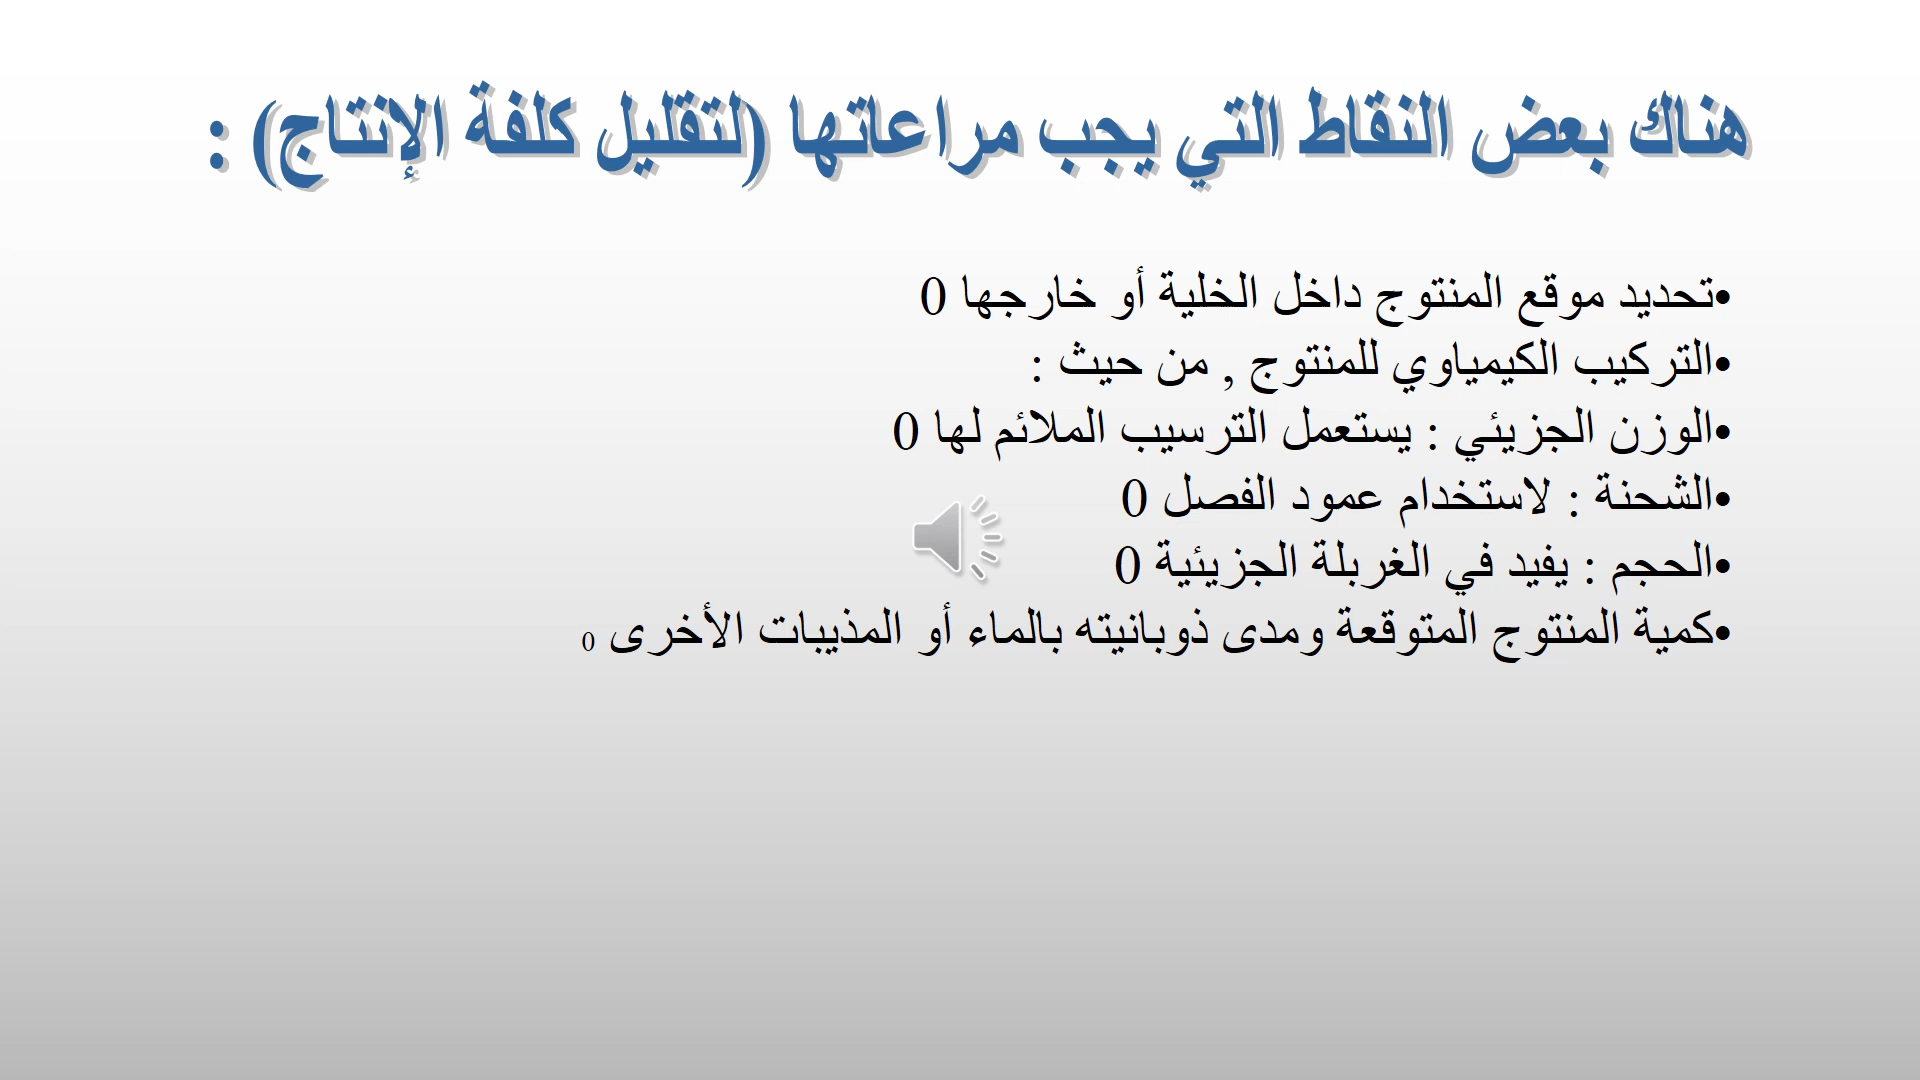 هناك بعض النقاط التي يجب مراعاتها (لتقليل كلفة الإنتاج) :
•تحديد موقع المنتوج داخل الخلية أو خارجها 0
•التركيب الكيمياوي للمنتوج , من حيث :
•الوزن الجزيئي : يستعمل الترسيب الملائم لها 0
•الشحنة : لاستخدام عمود الفصل 0
•الحجم : يفيد في الغربلة الجزيئية 0
•كمية المنتوج المتوقعة ومدى ذوبانيته بالماء أو المذيبات الأخرى 0